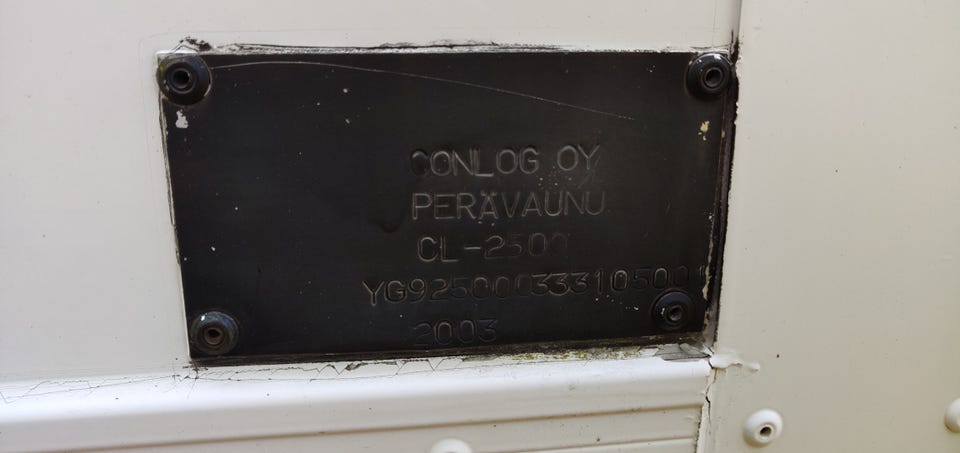 CONLOG OY
PERÄVAUNU
CL-2500
YG925000333105001
2003